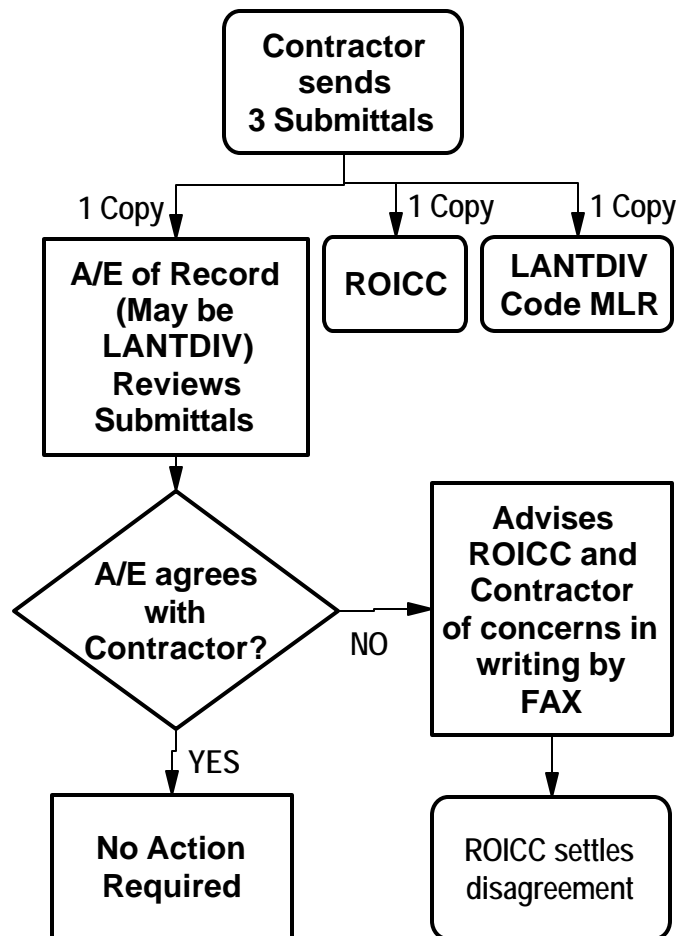 Contractor
sends
3 Submittals
1 Copy
1 Copy
1 Copy
A/E of Record
(May be
LANTDIV)
Reviews
Submittals
ROICC
LANTDIV
Code MLR
A/E agrees
with
Contractor?
NO
Advises
ROICC and
Contractor
of concerns in
writing by
FAX
YES
No Action
Required
ROICC settles
disagreement